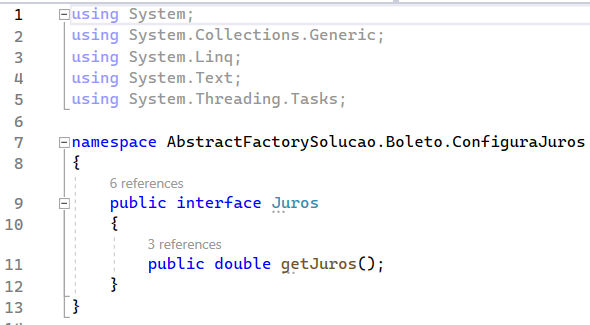 1 using System;
2 using System.Collections.Generic;
3 using System.Linq;
4 using System.Text;
5 using System.Threading.Tasks;
6
7 namespace AbstractFactorySolucao.Boleto.ConfiguraJuros
8 {
6 references
9 public interface Juros
10 {
3 references
11 public double getJuros();
12 }
13 }